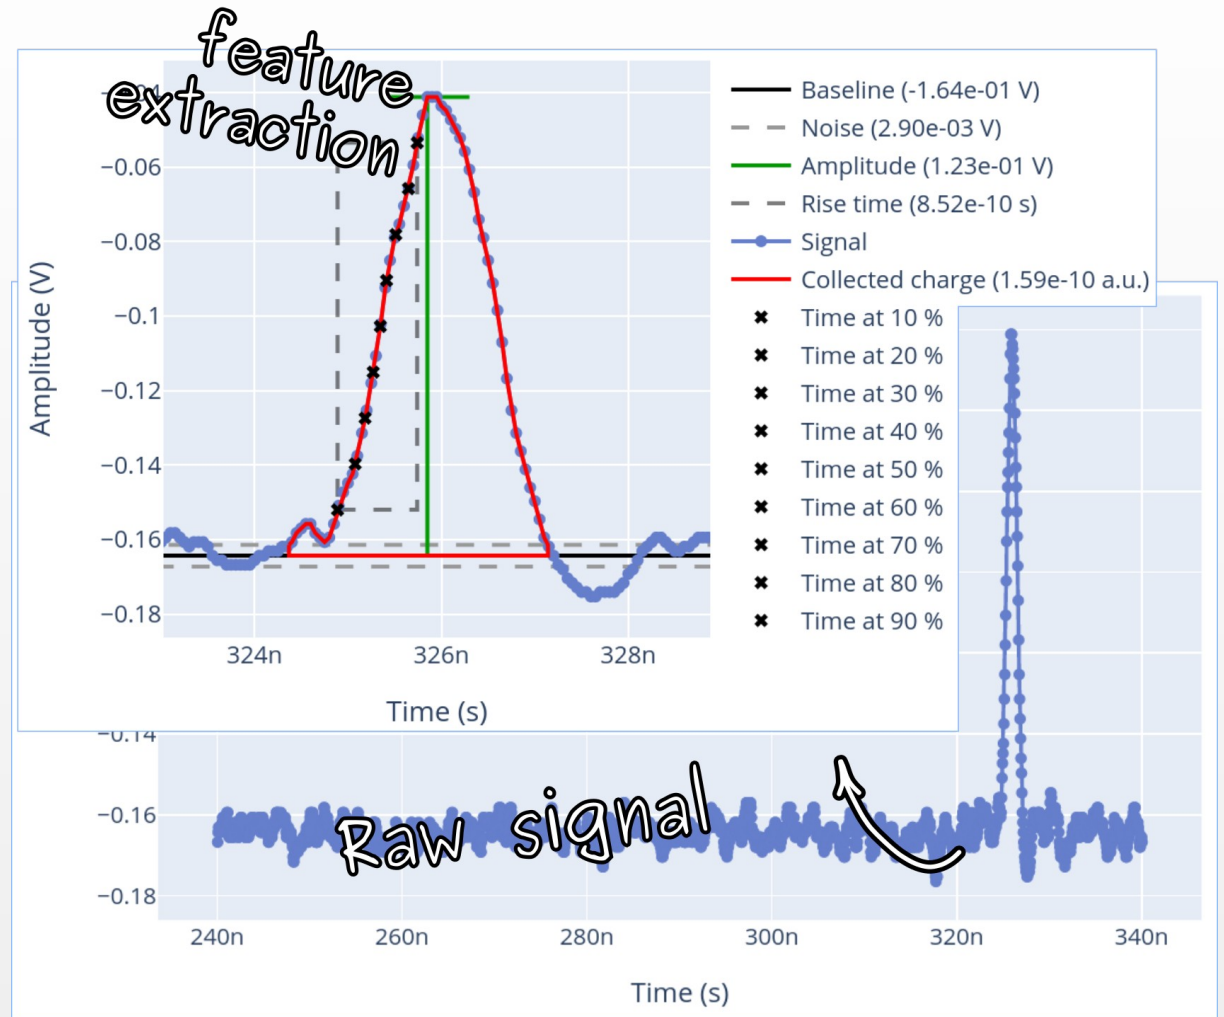 feature
extraction
−0.06
−0.08
−0.1
−0.12
−0.14
−0.16
−0.18
Amplitude (V)
324n 326n 328n
Time (s)
Baseline (-1.64e-01 V)
Noise (2.90e-03 V)
Amplitude (1.23e-01 V)
Rise time (8.52e-10 s)
Signal
Collected charge (1.59e-10 a.u.)
Time at 10 %
Time at 20 %
Time at 30 %
Time at 40 %
Time at 50 %
Time at 60 %
Time at 70 %
Time at 80 %
Time at 90 %
−0.14
−0.16
−0.18
Raw signal
240n 260n 280n 300n 320n 340n
Time (s)